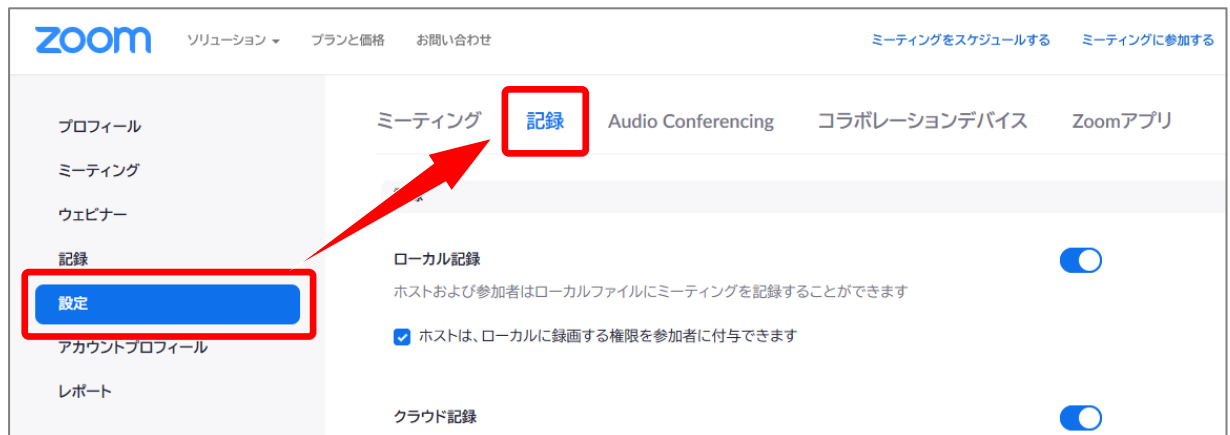 zoom ソリューション プランと価格 お問い合わせ ミーティングをスケジュールする ミーティングに参加する
プロフィール
ミーティング
ウェビナー
記録
設定
アカウントプロフィール
レポート
ミーティング 記録 Audio Conferencing コラボレーションデバイス Zoomアプリ
ローカル記録
ホストおよび参加者はローカルファイルにミーティングを記録することができます
ホストは、ローカルに録画する権限を参加者に付与できます
クラウド記録